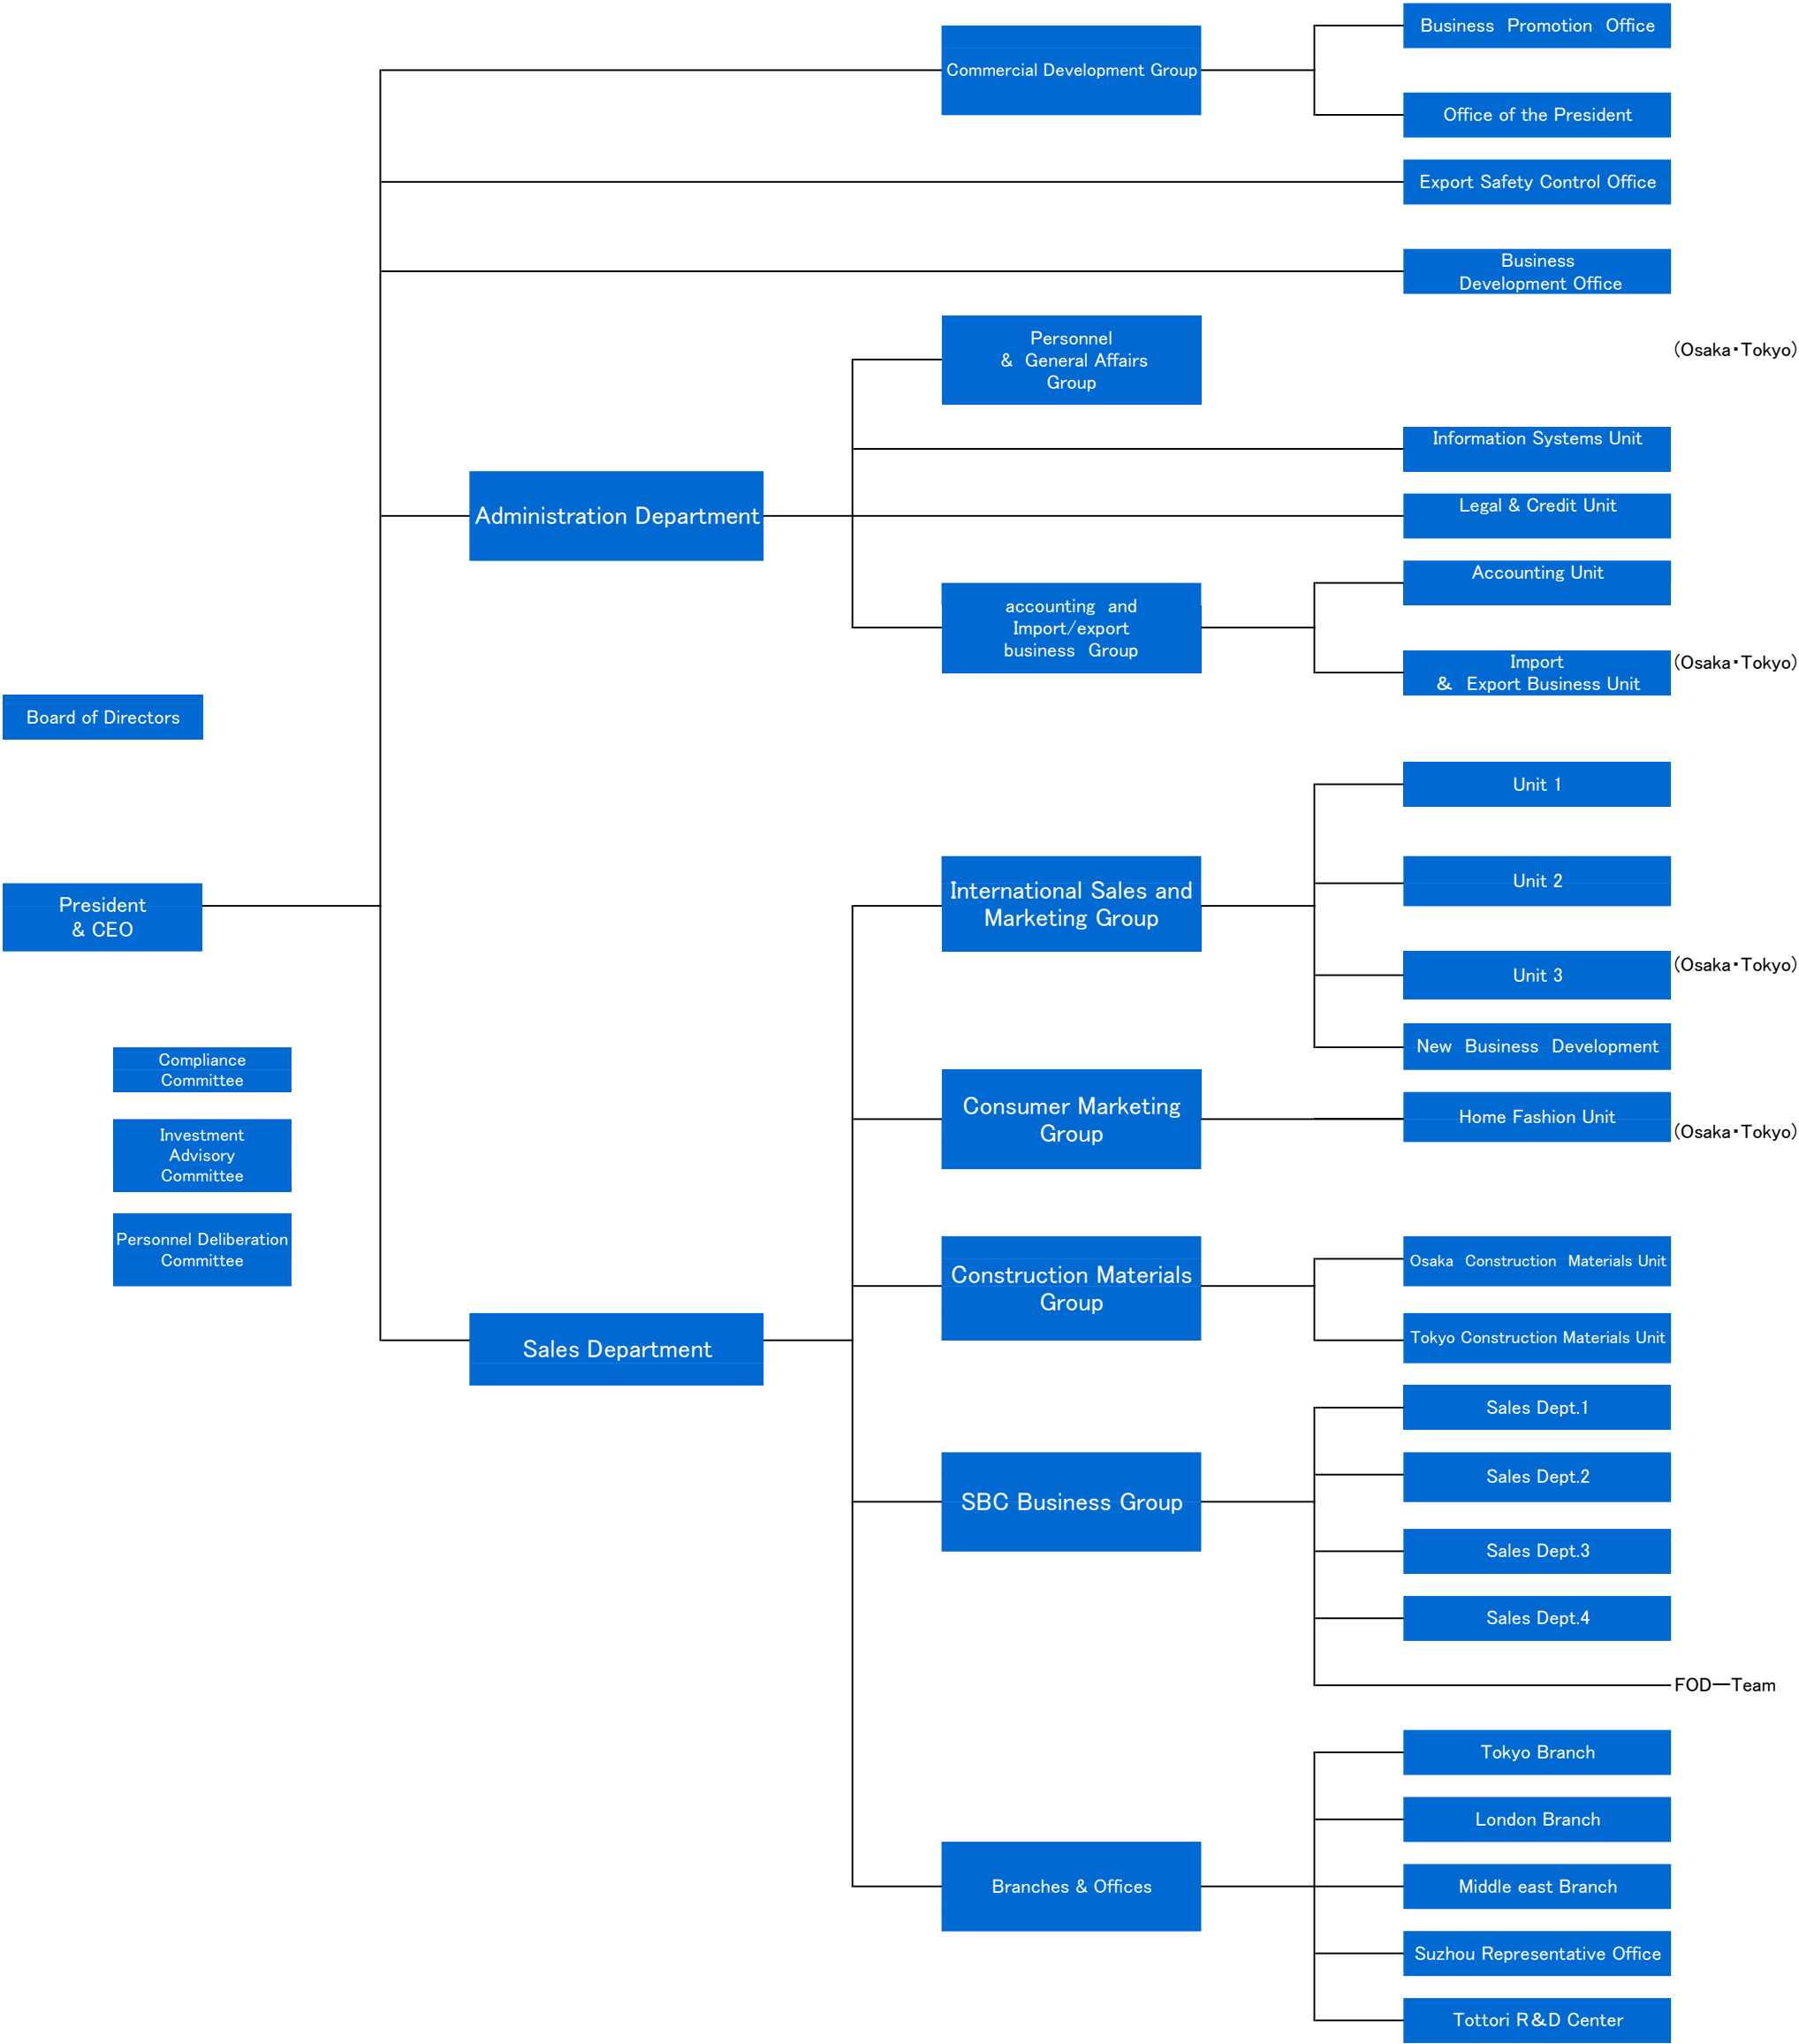 Business Promotion Office
Commercial Development Group
Office of the President
Export Safety Control Office
Business
Development Office
Personnel
& General Affairs
Group
(Osaka・Tokyo)
Information Systems Unit
Legal & Credit Unit
Administration Department
Accounting Unit
accounting and
Import/export
business Group
Import
& Export Business Unit
(Osaka・Tokyo)
Board of Directors
Unit 1
International Sales and
Marketing Group
Unit 2
President
& CEO
Unit 3
(Osaka・Tokyo)
New Business Development
Compliance
Committee
Consumer Marketing
Group
Home Fashion Unit
(Osaka・Tokyo)
Investment
Advisory
Committee
Personnel Deliberation
Committee
Construction Materials
Group
Osaka Construction Materials Unit
Tokyo Construction Materials Unit
Sales Department
Sales Dept.1
Sales Dept.2
SBC Business Group
Sales Dept.3
Sales Dept.4
FOD―Team
Tokyo Branch
London Branch
Branches & Offices
Middle east Branch
Suzhou Representative Office
Tottori R&D Center